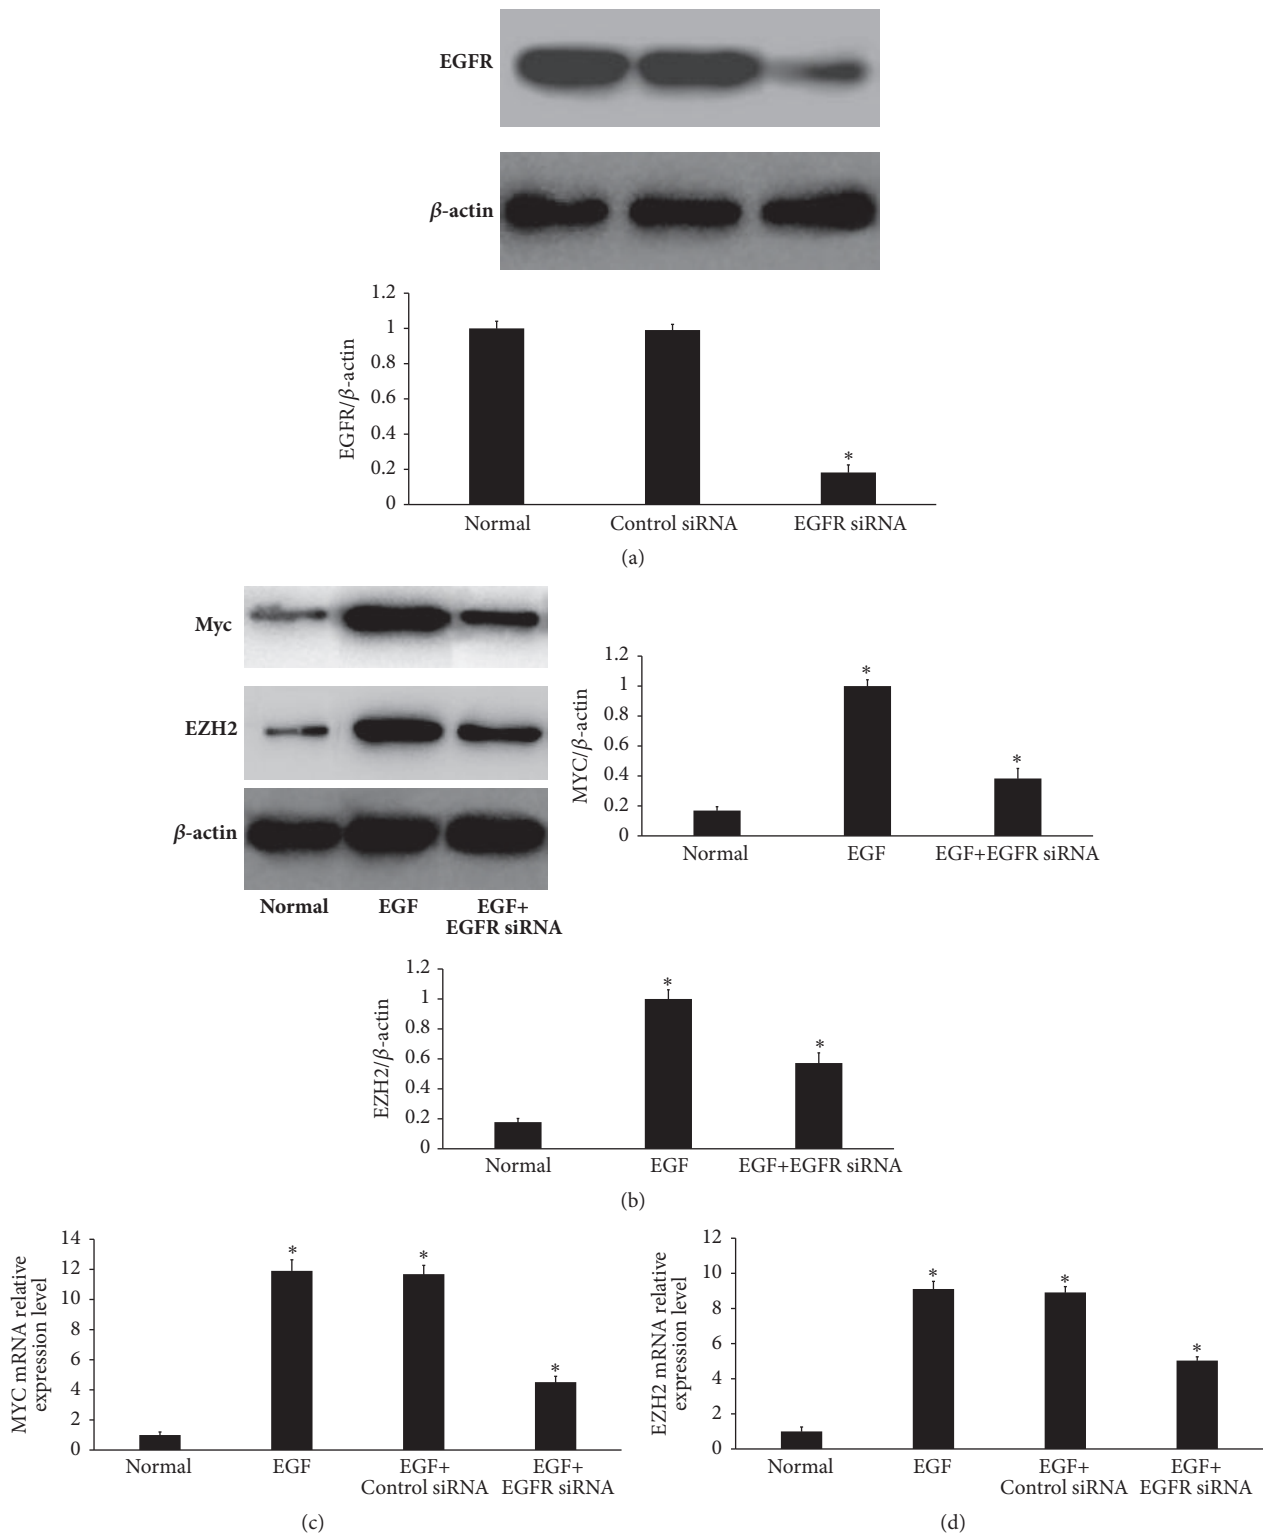 EGFR
β-actin
1.2
1
0.8
0.6
0.4
0.2
0
EGFR/β-actin
*
Normal Control siRNA EGFR siRNA
(a)
Myc
EZH2
β-actin
Normal EGF EGF+
EGFR siRNA
1.2
1
0.8
0.6
0.4
0.2
0
MYC/β-actin
*
*
Normal EGF EGF+EGFR siRNA
1.2
1
0.8
0.6
0.4
0.2
0
EZH2/β-actin
*
*
Normal EGF EGF+EGFR siRNA
(b)
14
12
10
8
6
4
2
0
MYC mRNA relative
expression level
*
*
*
Normal EGF EGF+ EGF+
Control siRNA EGFR siRNA
(c)
12
10
8
6
4
2
0
EZH2 mRNA relative
expression level
*
*
*
Normal EGF EGF+ EGF+
Control siRNA EGFR siRNA
(d)